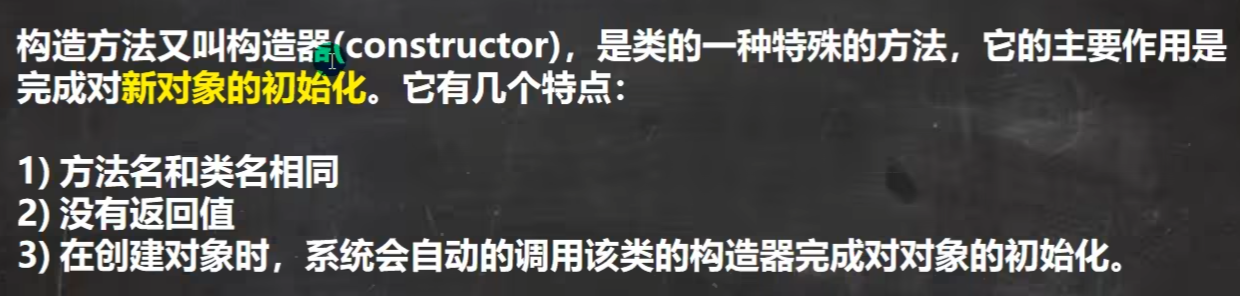 构造方法又叫构造器(constructor)，是类的一种特殊的方法，它的主要作用是
完成对新对象的初始化。它有几个特点：
1) 方法名和类名相同
2) 没有返回值
3) 在创建对象时，系统会自动的调用该类的构造器完成对对象的初始化。